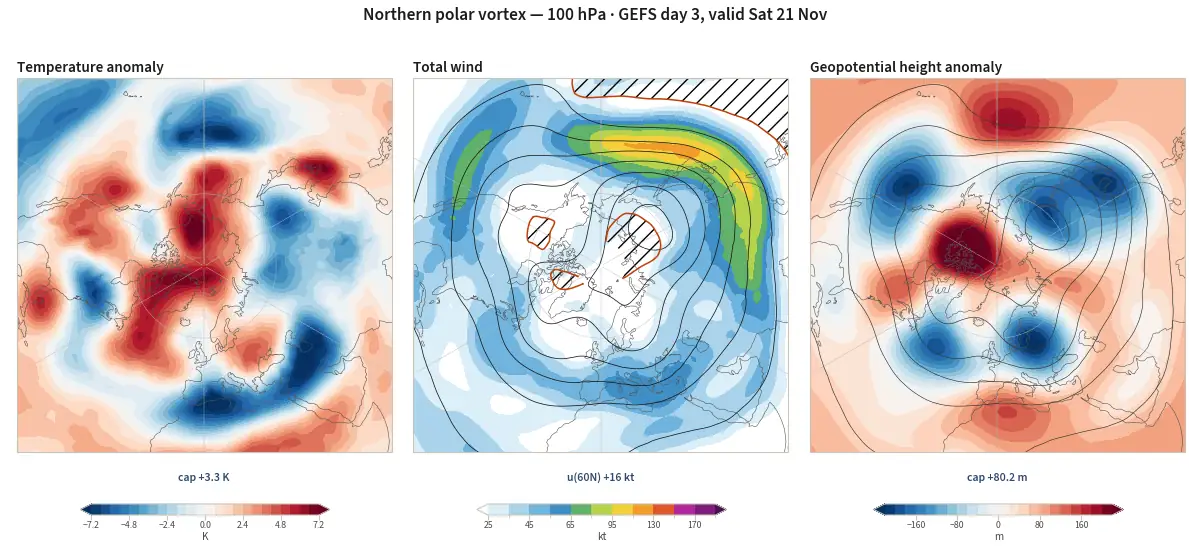 Northern polar vortex — 100 hPa · GEFS day 3, valid Sat 21 Nov
Temperature anomaly
Total wind
Geopotential height anomaly
cap +3.3 K
u(60N) +16 kt
cap +80.2 m
−7.2 −4.8 −2.4 0.0 2.4 4.8 7.2
K
25 45 65 95 130 170
kt
−160 −80 0 80 160
m